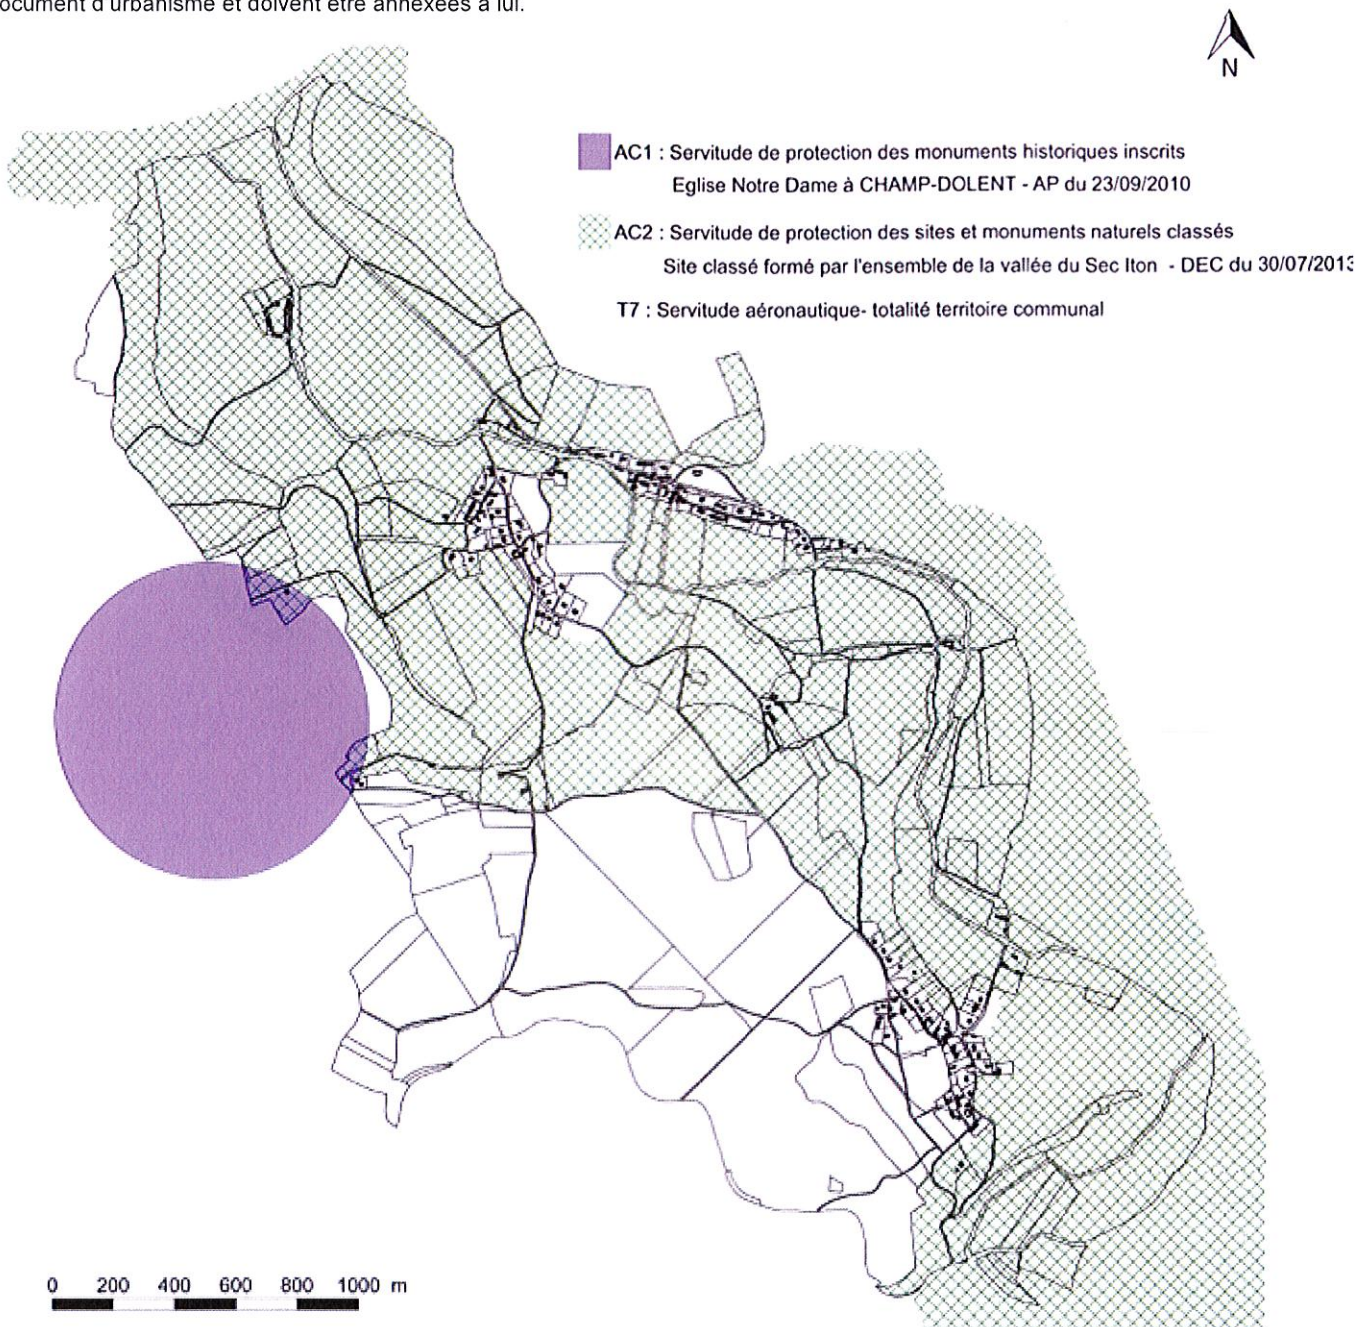 document d'urbanisme et doivent être annexées à lui.
N
AC1 : Servitude de protection des monuments historiques inscrits
Eglise Notre Dame à CHAMP-DOLENT - AP du 23/09/2010
AC2 : Servitude de protection des sites et monuments naturels classés
Site classé formé par l'ensemble de la vallée du Sec Iton - DEC du 30/07/2013
T7 : Servitude aéronautique- totalité territoire communal
0 200 400 600 800 1000 m